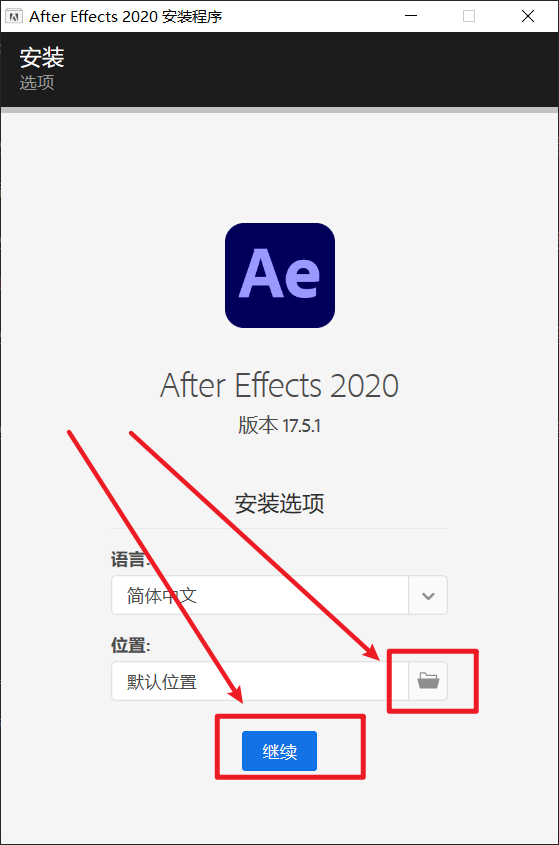 After Effects 2020 安装程序
安装
选项
Ae
After Effects 2020
版本 17.5.1
安装选项
语言:
简体中文
位置:
默认位置
继续